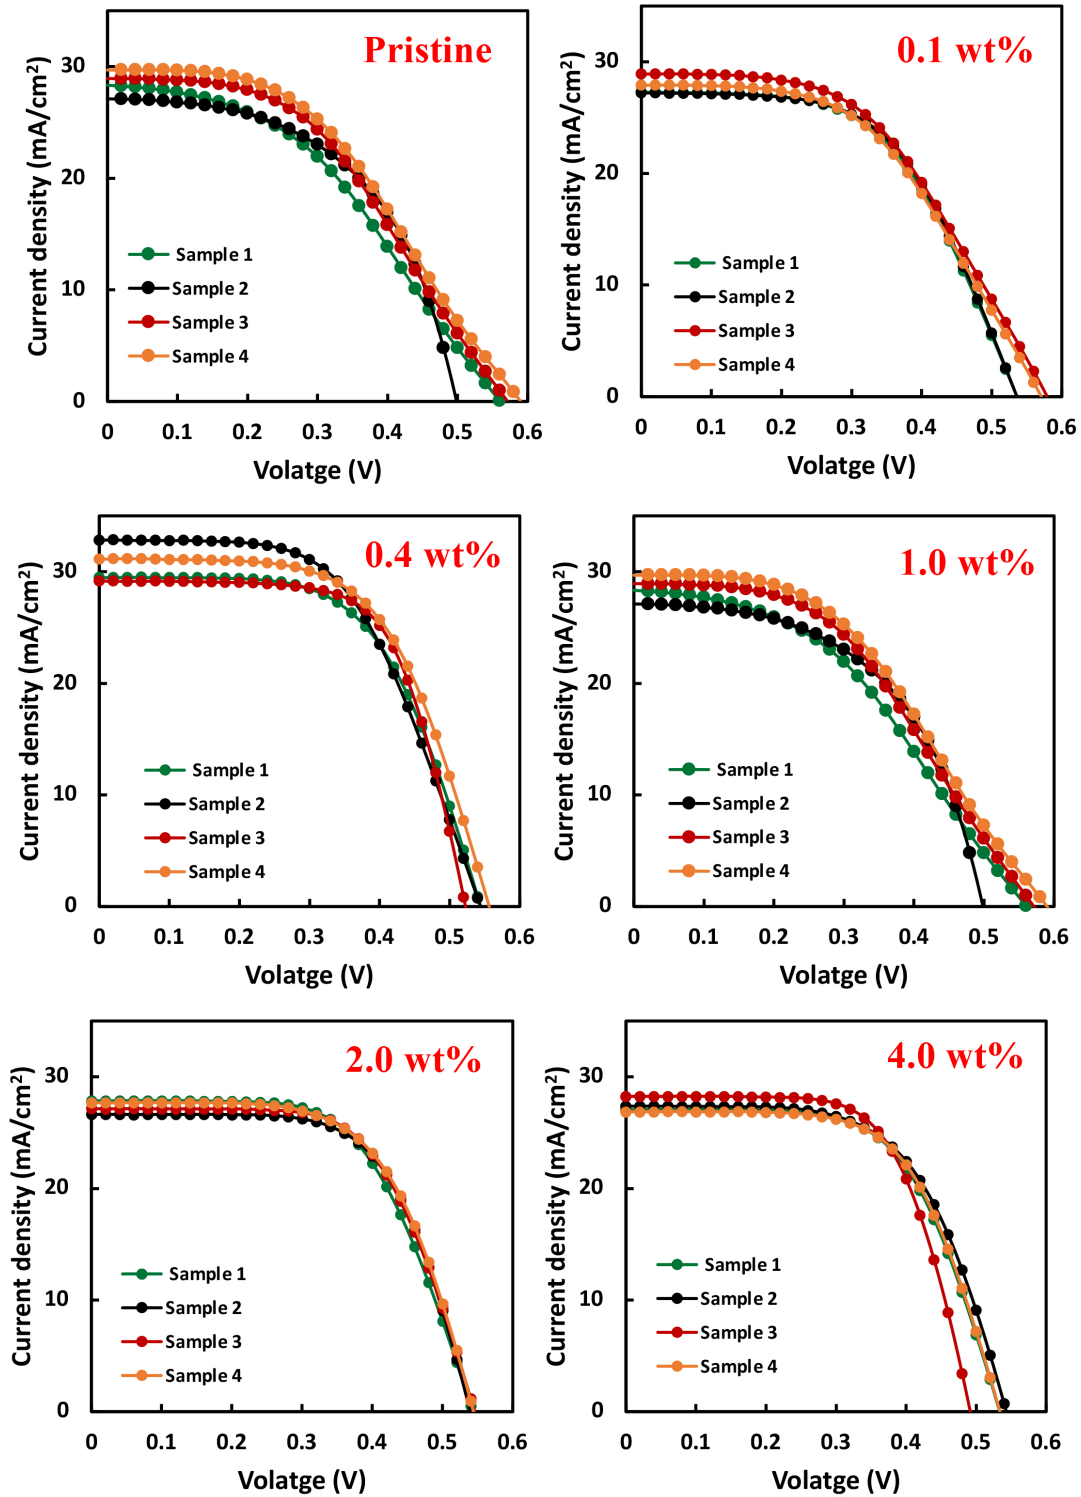 Pristine
Current density (mA/cm²)
30
20
10
0
0 0.1 0.2 0.3 0.4 0.5 0.6
Volatge (V)
Sample 1
Sample 2
Sample 3
Sample 4
0.1 wt%
Current density (mA/cm²)
30
20
10
0
0 0.1 0.2 0.3 0.4 0.5 0.6
Volatge (V)
Sample 1
Sample 2
Sample 3
Sample 4
0.4 wt%
Current density (mA/cm²)
30
20
10
0
0 0.1 0.2 0.3 0.4 0.5 0.6
Volatge (V)
Sample 1
Sample 2
Sample 3
Sample 4
1.0 wt%
Current density (mA/cm²)
30
20
10
0
0 0.1 0.2 0.3 0.4 0.5 0.6
Volatge (V)
Sample 1
Sample 2
Sample 3
Sample 4
2.0 wt%
Current density (mA/cm²)
30
20
10
0
0 0.1 0.2 0.3 0.4 0.5 0.6
Volatge (V)
Sample 1
Sample 2
Sample 3
Sample 4
4.0 wt%
Current density (mA/cm²)
30
20
10
0
0 0.1 0.2 0.3 0.4 0.5 0.6
Volatge (V)
Sample 1
Sample 2
Sample 3
Sample 4